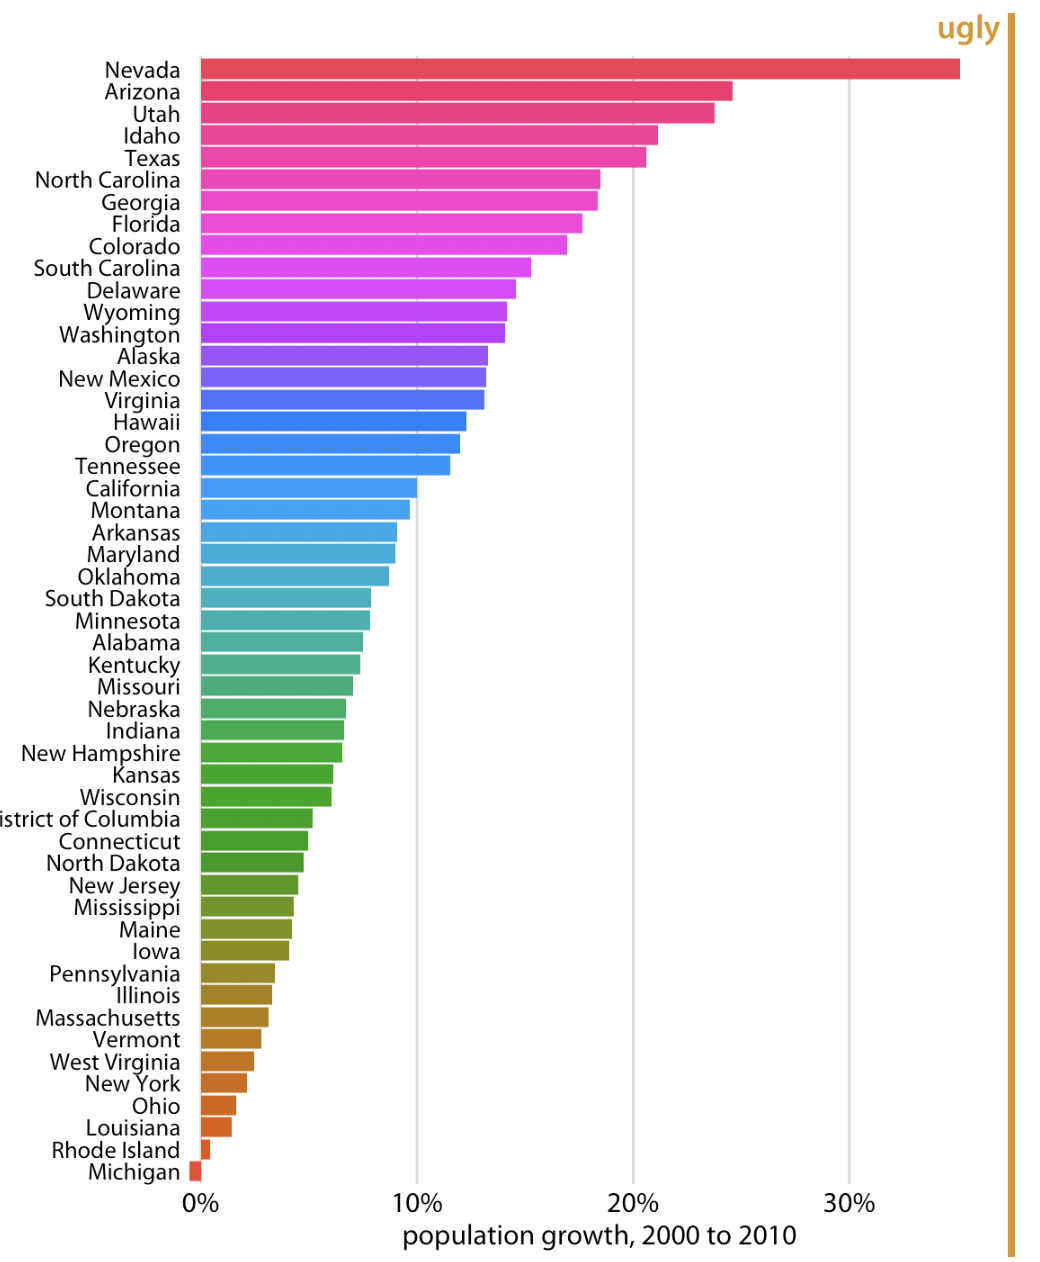 ugly
Nevada
Arizona
Utah
Idaho
Texas
North Carolina
Georgia
Florida
Colorado
South Carolina
Delaware
Wyoming
Washington
Alaska
New Mexico
Virginia
Hawaii
Oregon
Tennessee
California
Montana
Arkansas
Maryland
Oklahoma
South Dakota
Minnesota
Alabama
Kentucky
Missouri
Nebraska
Indiana
New Hampshire
Kansas
Wisconsin
istrict of Columbia
Connecticut
North Dakota
New Jersey
Mississippi
Maine
Iowa
Pennsylvania
Illinois
Massachusetts
Vermont
West Virginia
New York
Ohio
Louisiana
Rhode Island
Michigan
0% 10% 20% 30%
population growth, 2000 to 2010